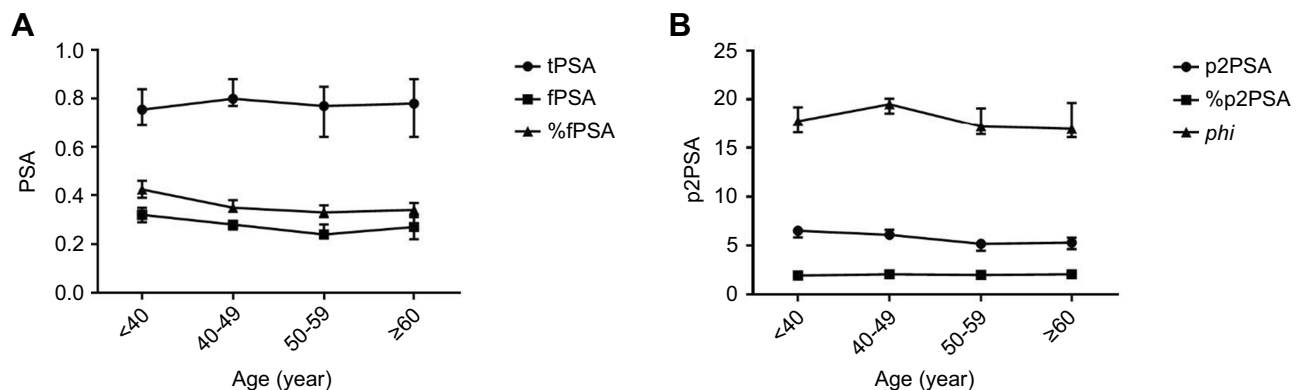 A
1.0
0.8
0.6
0.4
0.2
0.0
PSA
<40
40-49
50-59
≥60
Age (year)
tPSA
fPSA
%fPSA
B
25
20
15
10
5
0
p2PSA
<40
40-49
50-59
≥60
Age (year)
p2PSA
%p2PSA
phi